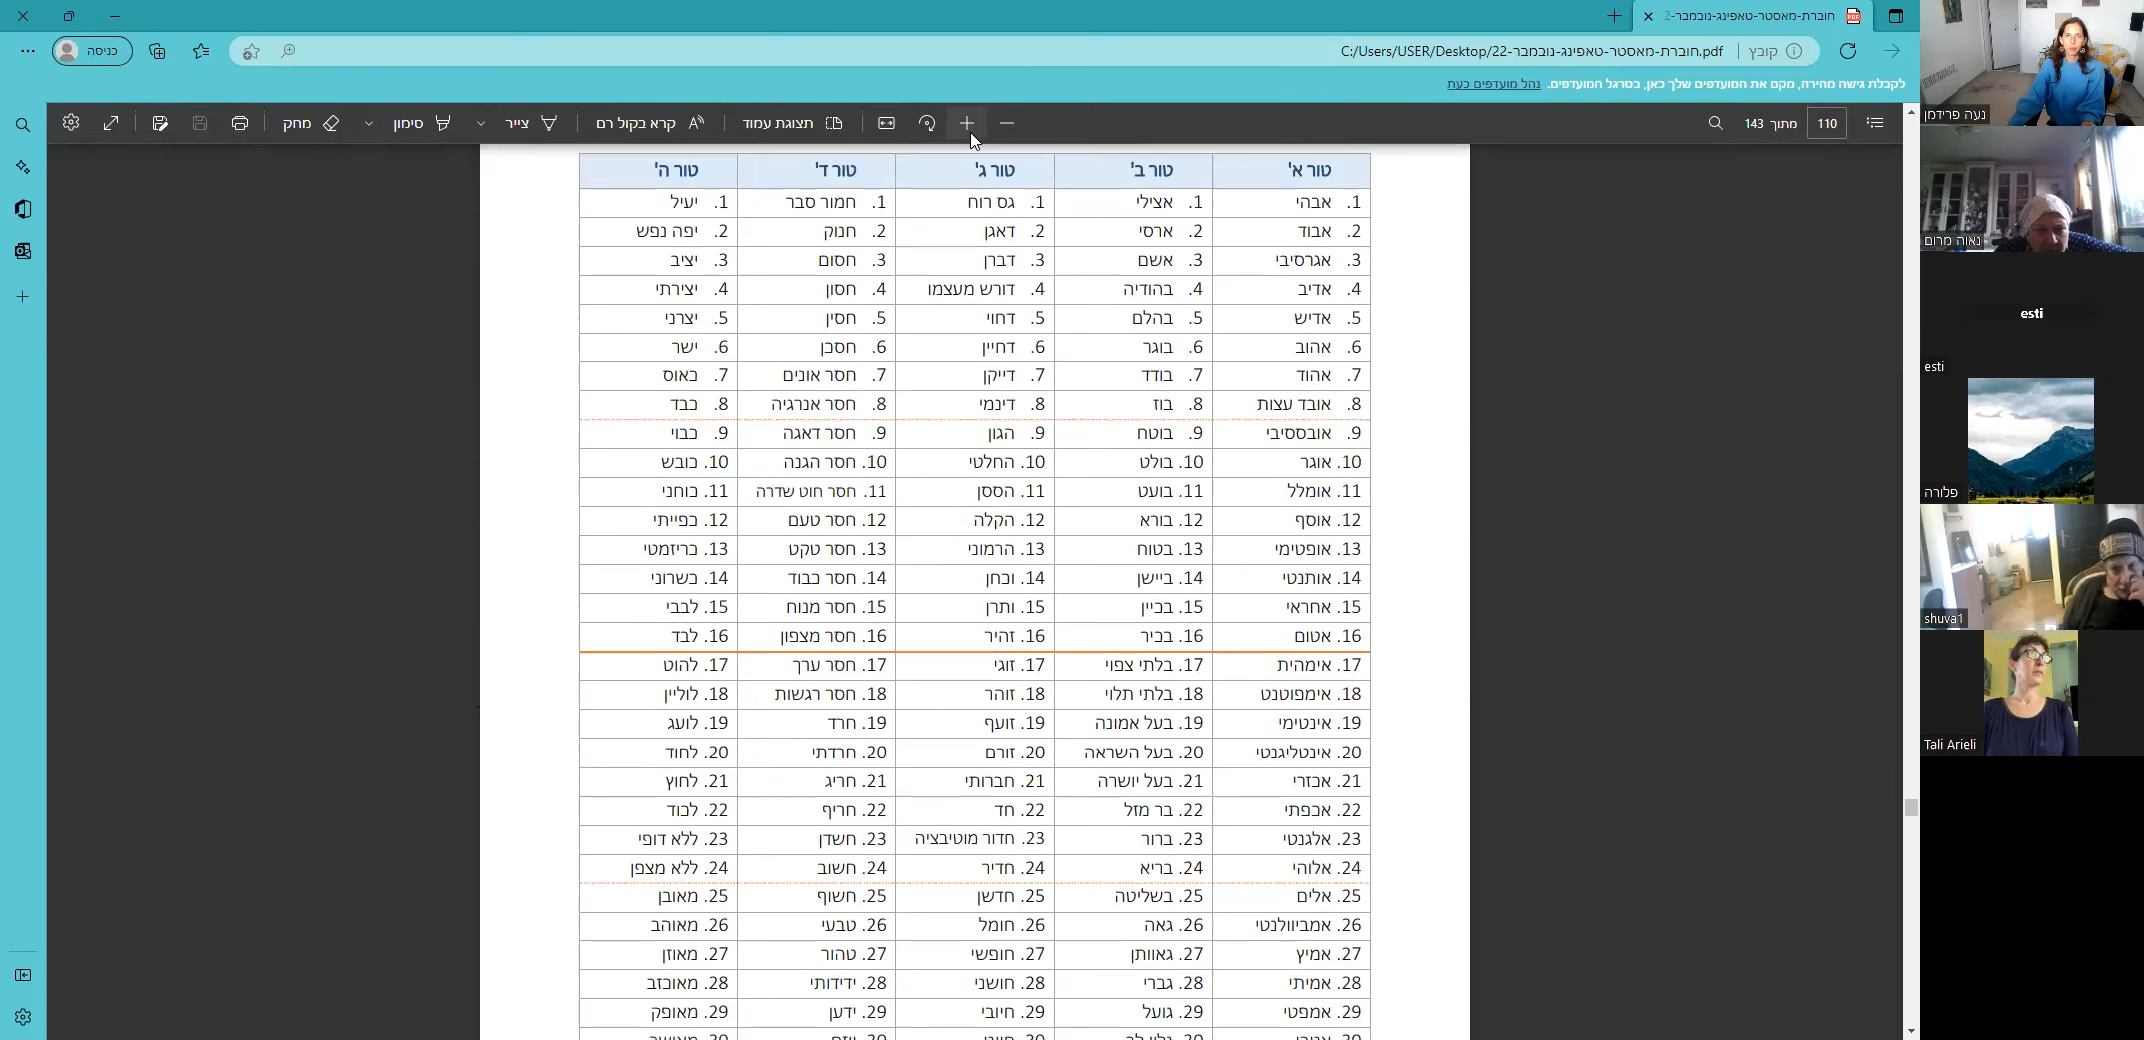 חוברת-מאסטר-טאפינג-נובמבר-2
כניסה
קובץ
C:/Users/USER/Desktop/חוברת-מאסטר-טאפינג-נובמבר-22.pdf
לקבלת גישה מהירה, מקם את המועדפים שלך כאן, בסרגל המועדפים. נהל מועדפים כעת
110 מתוך 143
תצוגת עמוד
קרא בקול רם
צייר
סימון
מחק
טור א' טור ב' טור ג' טור ד' טור ה'
1. אבהי 1. אצילי 1. גס רוח 1. חמור סבר 1. יעיל
2. אבוד 2. ארסי 2. דאגן 2. חנוק 2. יפה נפש
3. אגרסיבי 3. אשם 3. דברן 3. חסום 3. יציב
4. אדיב 4. בהודיה 4. דורש מעצמו 4. חסון 4. יצירתי
5. אדיש 5. בהלם 5. דחוי 5. חסין 5. יצרני
6. אהוב 6. בוגר 6. דחיין 6. חסכן 6. ישר
7. אהוד 7. בודד 7. דייקן 7. חסר אונים 7. כאוס
8. אובד עצות 8. בוז 8. דינמי 8. חסר אנרגיה 8. כבד
9. אובססיבי 9. בוטח 9. הגון 9. חסר דאגה 9. כבוי
10. אוגר 10. בולט 10. החלטי 10. חסר הגנה 10. כובש
11. אומלל 11. בועט 11. הססן 11. חסר חוט שדרה 11. כוחני
12. אוסף 12. בורא 12. הקלה 12. חסר טעם 12. כפייתי
13. אופטימי 13. בטוח 13. הרמוני 13. חסר טקט 13. כריזמטי
14. אותנטי 14. ביישן 14. וכחן 14. חסר כבוד 14. כשרוני
15. אחראי 15. בכיין 15. ותרן 15. חסר מנוח 15. לבבי
16. אטום 16. בכיר 16. זהיר 16. חסר מצפון 16. לבד
17. אימהית 17. בלתי צפוי 17. זוגי 17. חסר ערך 17. להוט
18. אימפוטנט 18. בלתי תלוי 18. זוהר 18. חסר רגשות 18. לוליין
19. אינטימי 19. בעל אמונה 19. זועף 19. חרד 19. לועג
20. אינטליגנטי 20. בעל השראה 20. זורם 20. חרדתי 20. לחוד
21. אכזרי 21. בעל יושרה 21. חברותי 21. חריג 21. לחוץ
22. אכפתי 22. בר מזל 22. חד 22. חריף 22. לכוד
23. אלגנטי 23. ברור 23. חדור מוטיבציה 23. חשדן 23. ללא דופי
24. אלוהי 24. בריא 24. חדיר 24. חשוב 24. ללא מצפן
25. אלים 25. בשליטה 25. חדשן 25. חשוף 25. מאובן
26. אמביוולנטי 26. גאה 26. חומל 26. טבעי 26. מאוהב
27. אמיץ 27. גאוותן 27. חופשי 27. טהור 27. מאוזן
28. אמיתי 28. גברי 28. חושני 28. ידידותי 28. מאוכזב
29. אמפטי 29. גועל 29. חיובי 29. ידען 29. מאופק
נעה פרידמן
נאוה מרום
esti
esti
פלורה
shuva1
Tali Arieli